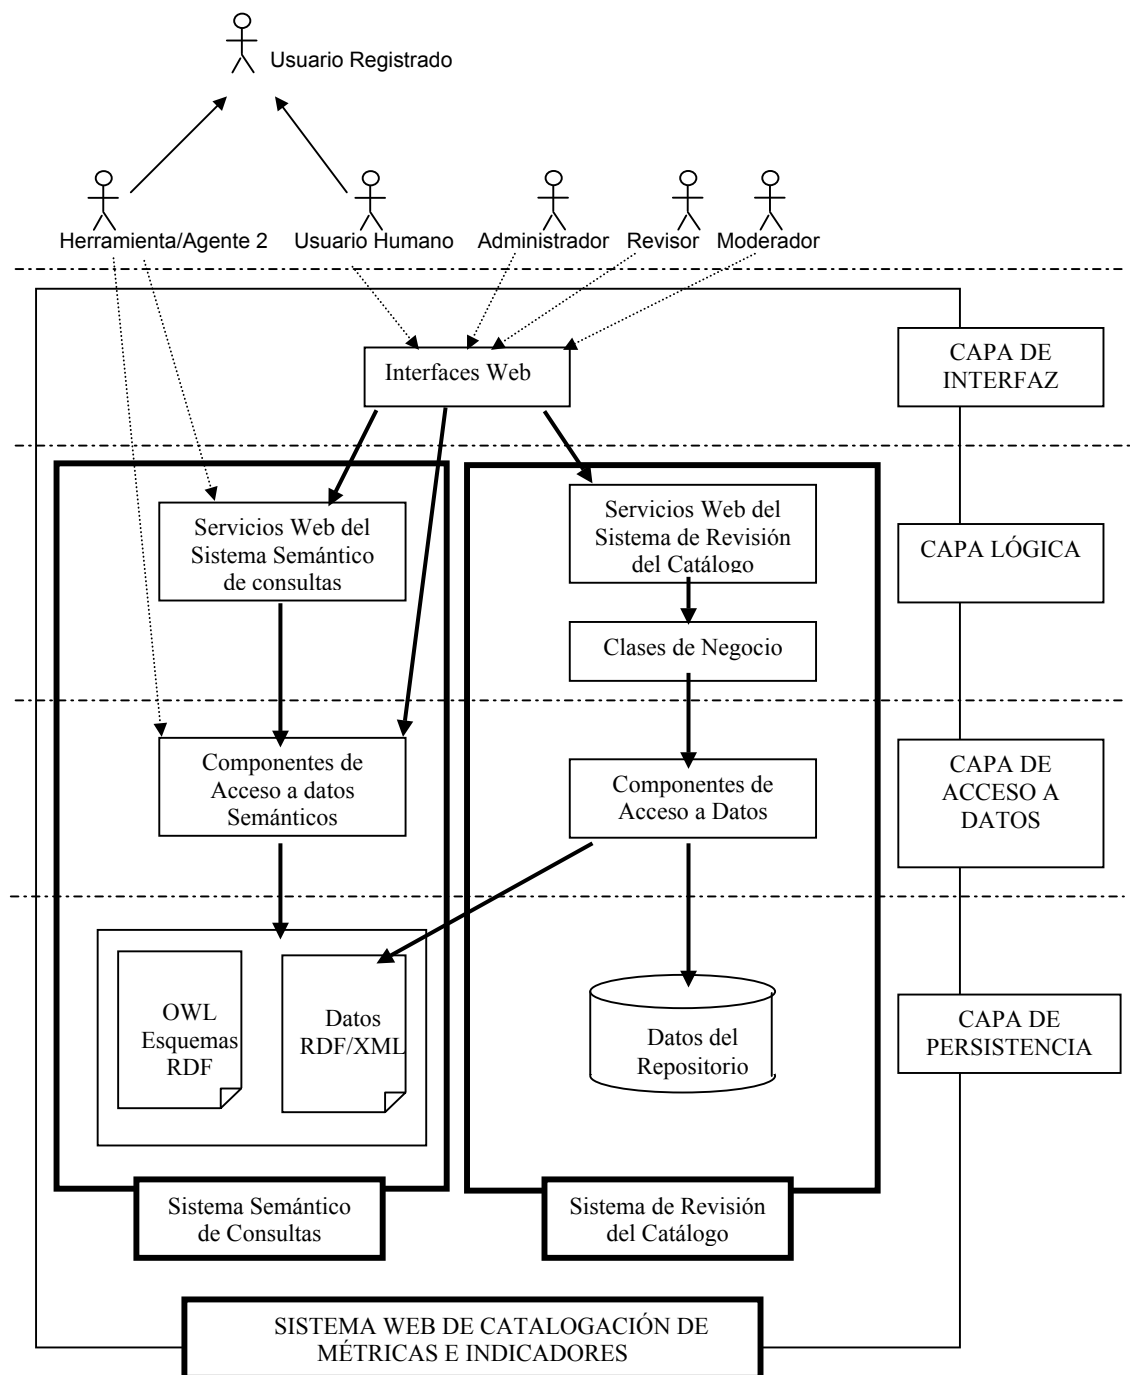 Usuario Registrado
Herramienta/Agente 2
Usuario Humano
Administrador
Revisor
Moderador
Interfaces Web
CAPA DE
INTERFAZ
Servicios Web del
Sistema Semántico
de consultas
Servicios Web del
Sistema de Revisión
del Catálogo
CAPA LÓGICA
Clases de Negocio
Componentes de
Acceso a datos
Semánticos
Componentes de
Acceso a Datos
CAPA DE
ACCESO A
DATOS
OWL
Esquemas
RDF
Datos
RDF/XML
Datos del
Repositorio
CAPA DE
PERSISTENCIA
Sistema Semántico
de Consultas
Sistema de Revisión
del Catálogo
SISTEMA WEB DE CATALOGACIÓN DE
MÉTRICAS E INDICADORES